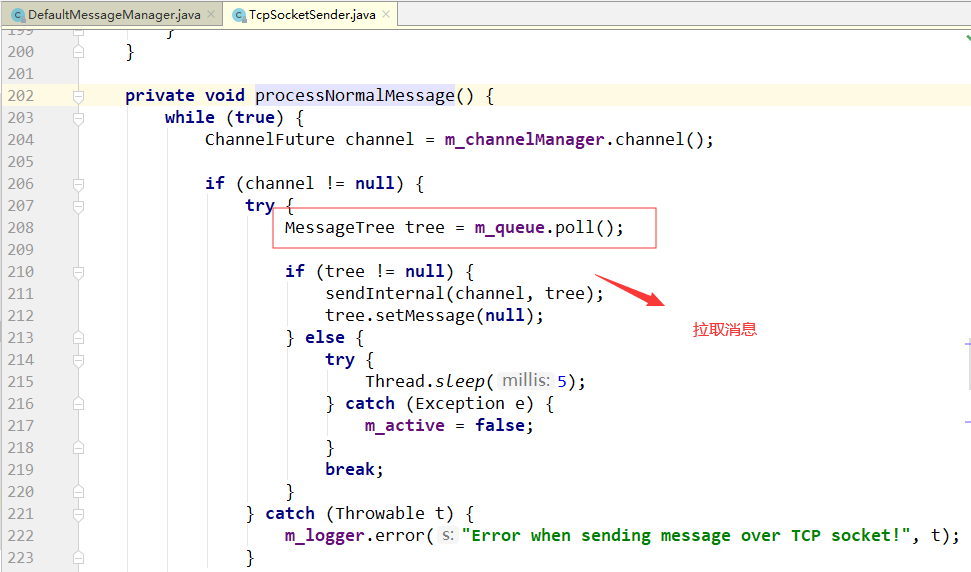 DefaultMessageManager.java × TcpSocketSender.java ×
199 }
200 }
201
202 private void processNormalMessage() {
203 while (true) {
204 ChannelFuture channel = m_channelManager.channel();
205
206 if (channel != null) {
207 try {
208 MessageTree tree = m_queue.poll();
209
210 if (tree != null) {
211 sendInternal(channel, tree);
212 tree.setMessage(null);
213 } else {
214 try {
215 Thread.sleep( millis: 5);
216 } catch (Exception e) {
217 m_active = false;
218 }
219 break;
220 }
221 } catch (Throwable t) {
222 m_logger.error( s: "Error when sending message over TCP socket!", t);
223 }
拉取消息